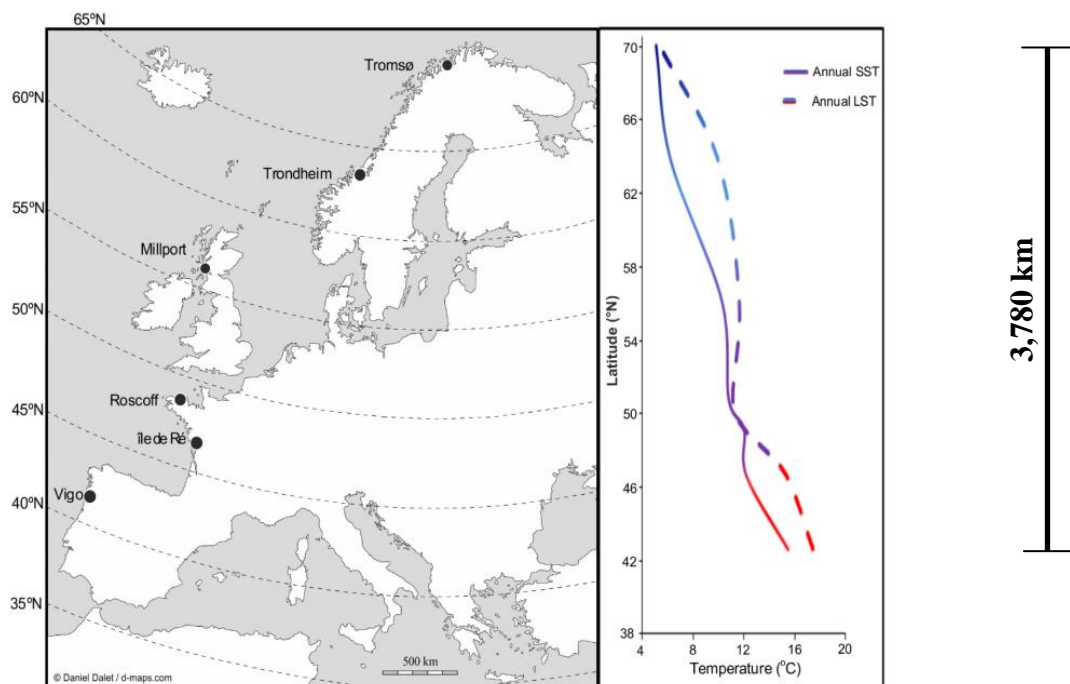 65ºN
60ºN
55ºN
50ºN
45ºN
40ºN
35ºN
Tromsø
Trondheim
Millport
Roscoff
île de Ré
Vigo
500 km
© Daniel Dalet / d-maps.com
Annual SST
Annual LST
Latitude (°N)
70
66
62
58
54
50
46
42
38
4
8
12
16
20
Temperature (°C)
3,780 km